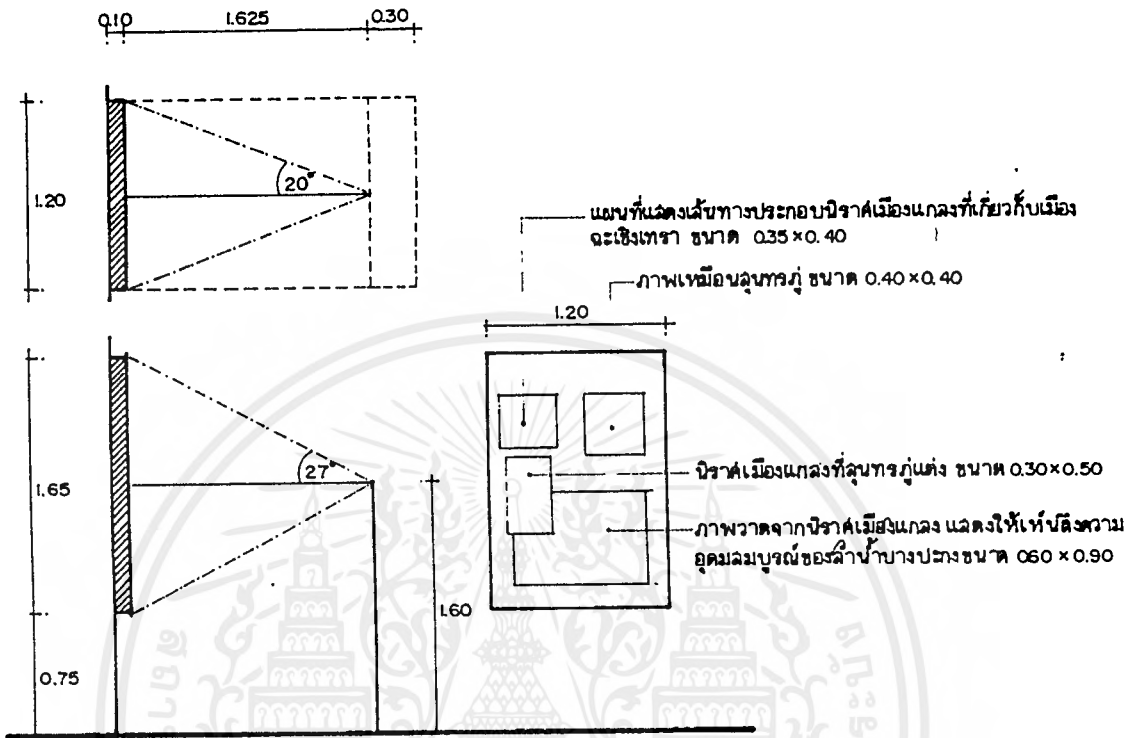 0.10 1.625 0.30
20°
1.20
แผนที่แสดงเส้นทางประกอบนิราศเมืองแกลงที่เกี่ยวกับเมือง
ฉะเชิงเทรา ขนาด 0.35×0.40
ภาพเหมือนสุนทรภู่ ขนาด 0.40×0.40
1.20
27°
1.65
นิราศเมืองแกลงที่สุนทรภู่แต่ง ขนาด 0.30×0.50
ภาพวาดจากนิราศเมืองแกลง แสดงให้เห็นถึงความ
อุดมสมบูรณ์ของลำน้ำบางปะกงขนาด 0.60 × 0.90
1.60
0.75